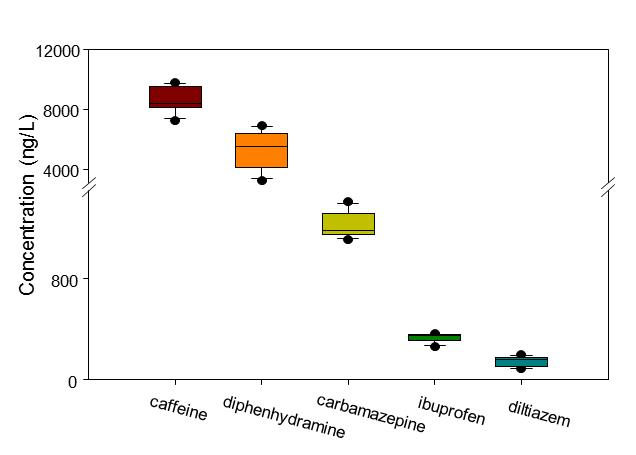 12000
8000
4000
800
0
Concentration (ng/L)
caffeine
diphenhydramine
carbamazepine
ibuprofen
diltiazem